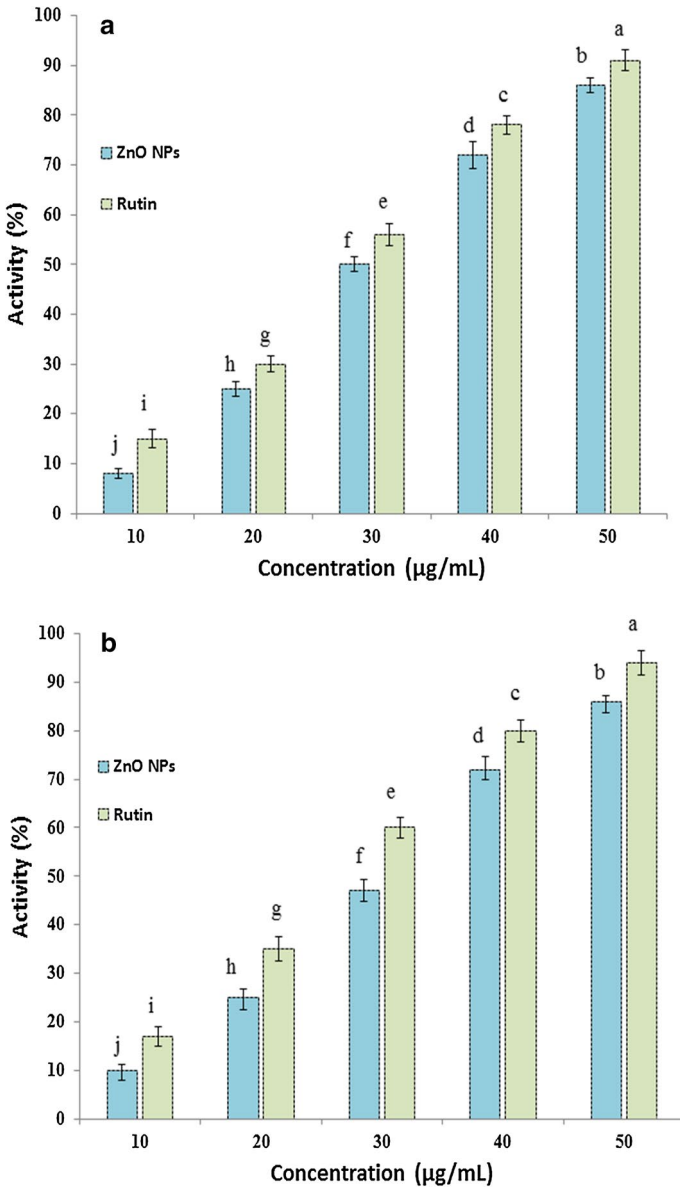 a
100
90
80
70
60
50
40
30
20
10
0
Activity (%)
ZnO NPs
Rutin
j
i
h
g
f
e
d
c
b
a
10 20 30 40 50
Concentration (µg/mL)
b
100
90
80
70
60
50
40
30
20
10
0
Activity (%)
ZnO NPs
Rutin
j
i
h
g
f
e
d
c
b
a
10 20 30 40 50
Concentration (µg/mL)